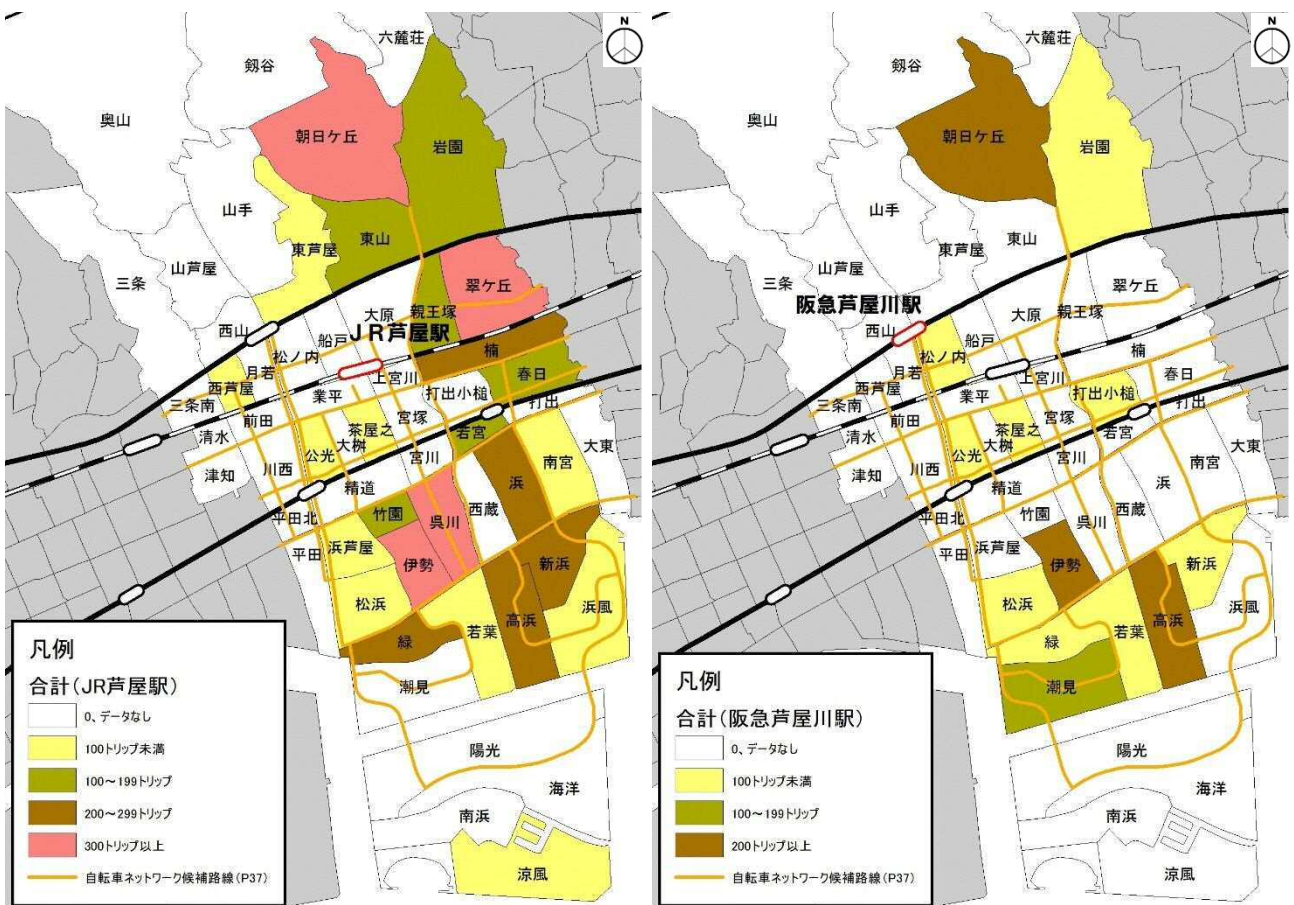 N
六麓荘
剱谷
奥山
朝日ケ丘
岩園
山手
東芦屋
東山
三条
山芦屋
翠ケ丘
大原
親王塚
西山
船戸
JR芦屋駅
松ノ内
楠
月若
上宮川
春日
西芦屋
業平
打出小槌
打出
三条南
前田
宮塚
清水
茶屋之
若宮
大桝
大東
公光
宮川
南宮
津知
川西
精道
浜
西蔵
竹園
呉川
平田北
浜芦屋
平田
伊勢
新浜
松浜
高浜
浜風
若葉
緑
潮見
陽光
海洋
南浜
涼風
凡例
合計(JR芦屋駅)
0、データなし
100トリップ未満
100～199トリップ
200～299トリップ
300トリップ以上
自転車ネットワーク候補路線(P37)
N
六麓荘
剱谷
奥山
朝日ケ丘
岩園
山手
東芦屋
東山
三条
山芦屋
翠ケ丘
阪急芦屋川駅
大原
親王塚
西山
船戸
松ノ内
楠
月若
上宮川
春日
西芦屋
業平
打出小槌
打出
三条南
前田
宮塚
清水
茶屋之
若宮
大桝
大東
公光
宮川
南宮
津知
川西
精道
浜
西蔵
竹園
呉川
平田北
浜芦屋
平田
伊勢
新浜
松浜
高浜
浜風
若葉
緑
潮見
陽光
海洋
南浜
涼風
凡例
合計(阪急芦屋川駅)
0、データなし
100トリップ未満
100～199トリップ
200トリップ以上
自転車ネットワーク候補路線(P37)